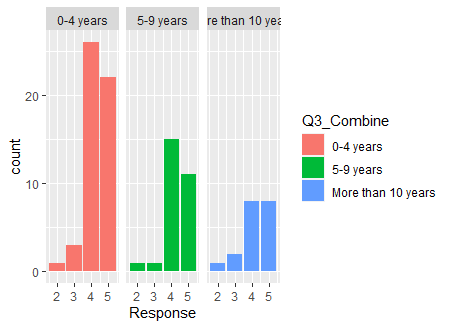 0-4 years
5-9 years
re than 10 yea
count
20
10
0
2 3 4 5
2 3 4 5
2 3 4 5
Response
Q3_Combine
0-4 years
5-9 years
More than 10 years